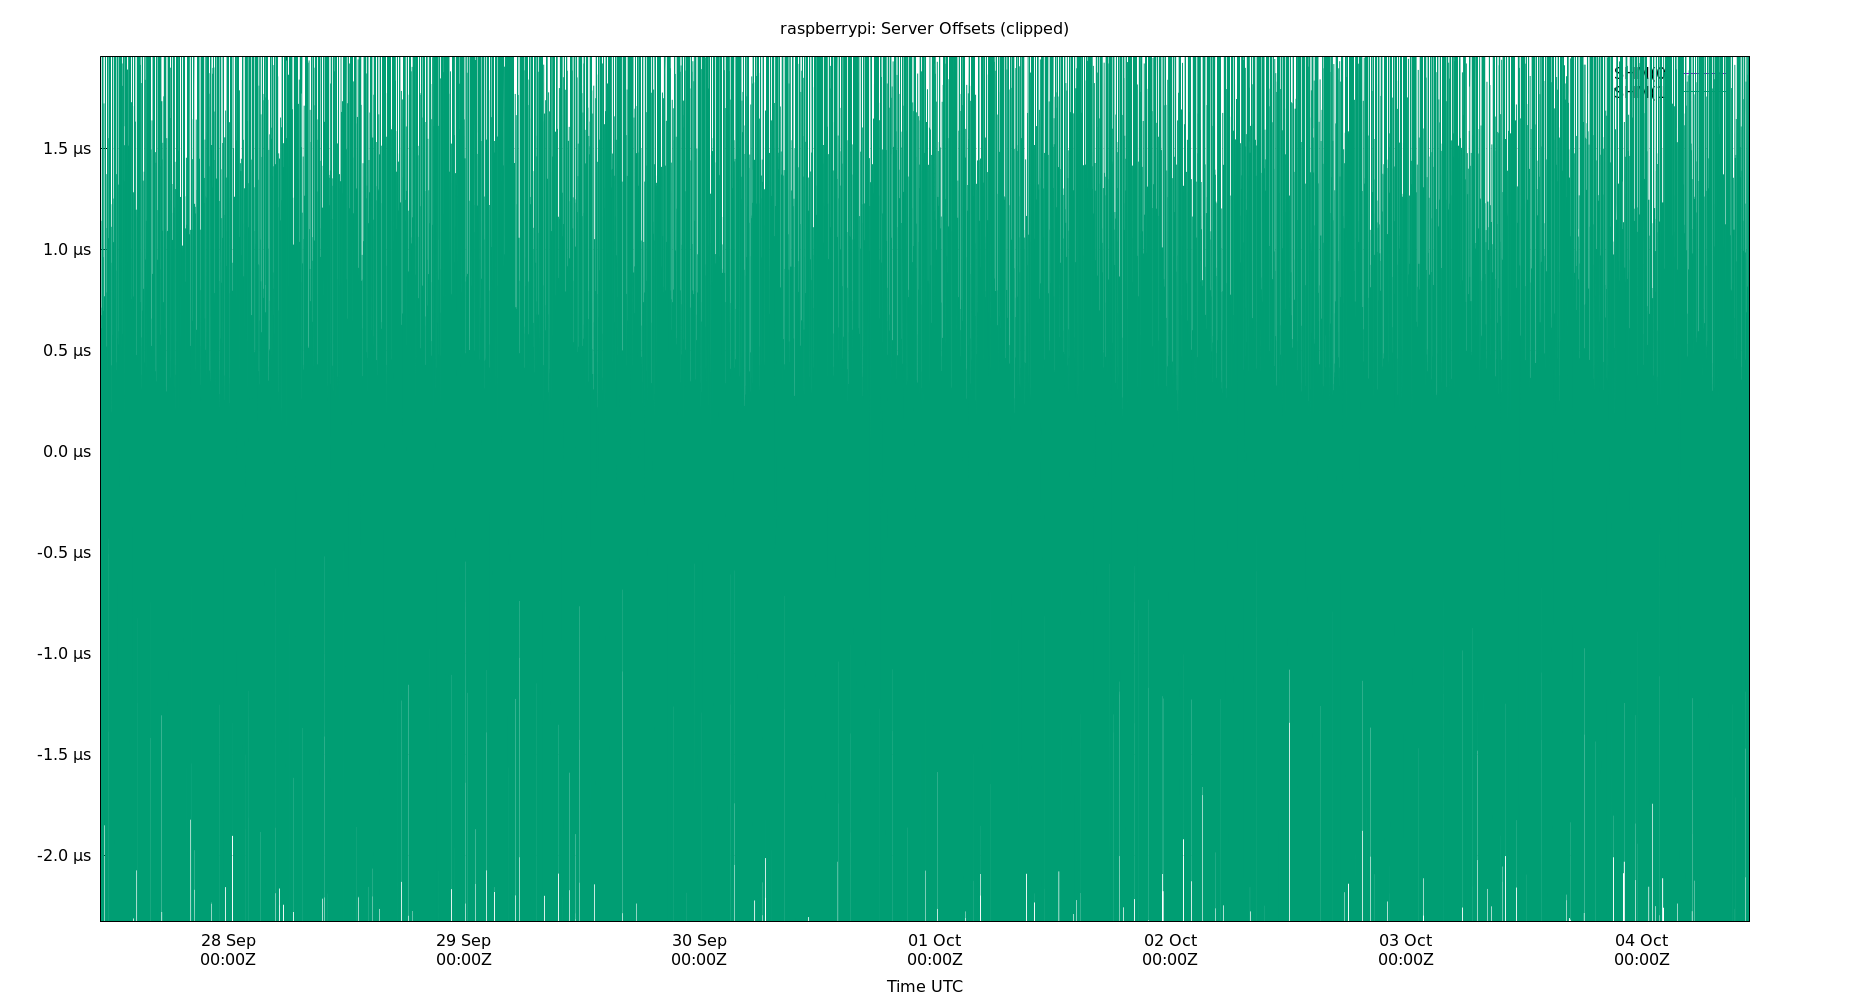 raspberrypi: Server Offsets (clipped)
1.5 µs
1.0 µs
0.5 µs
0.0 µs
-0.5 µs
-1.0 µs
-1.5 µs
-2.0 µs
28 Sep 29 Sep 30 Sep 01 Oct 02 Oct 03 Oct 04 Oct
00:00Z 00:00Z 00:00Z 00:00Z 00:00Z 00:00Z 00:00Z
Time UTC